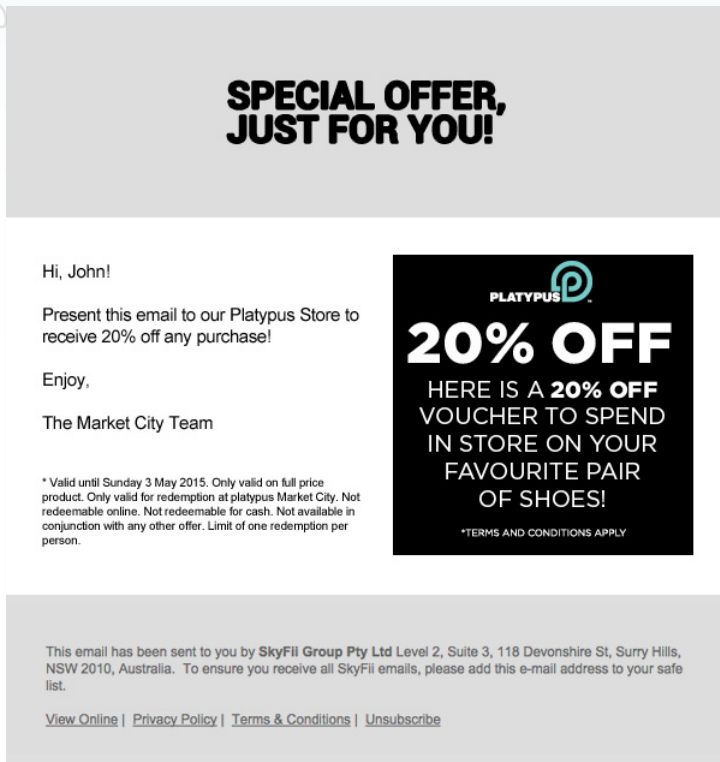 SPECIAL OFFER,
JUST FOR YOU!
Hi, John!
Present this email to our Platypus Store to
receive 20% off any purchase!
Enjoy,
The Market City Team
* Valid until Sunday 3 May 2015. Only valid on full price
product. Only valid for redemption at platypus Market City. Not
redeemable online. Not redeemable for cash. Not available in
conjunction with any other offer. Limit of one redemption per
person.
PLATYPUS
20% OFF
HERE IS A 20% OFF
VOUCHER TO SPEND
IN STORE ON YOUR
FAVOURITE PAIR
OF SHOES!
*TERMS AND CONDITIONS APPLY
This email has been sent to you by SkyFii Group Pty Ltd Level 2, Suite 3, 118 Devonshire St, Surry Hills,
NSW 2010, Australia. To ensure you receive all SkyFii emails, please add this e-mail address to your safe
list.
View Online | Privacy Policy | Terms & Conditions | Unsubscribe